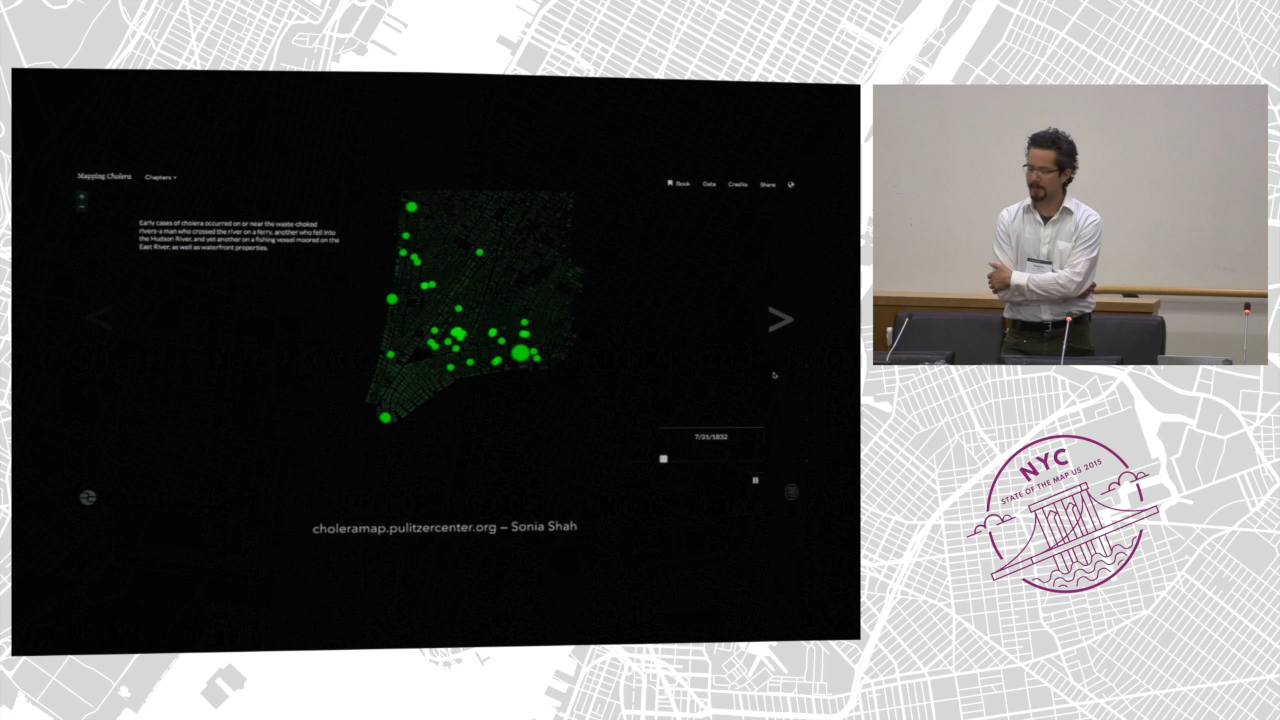 Mapping Cholera
Chapters
Book
Data
Credits
Share
Early cases of cholera occurred on or near the waste-choked
rivers-a man who crossed the river on a ferry, another who fell into
the Hudson River, and yet another on a fishing vessel moored on the
East River, as well as waterfront properties.
7/31/1832
choleramap.pulitzercenter.org – Sonia Shah
NYC
STATE OF THE MAP US 2015